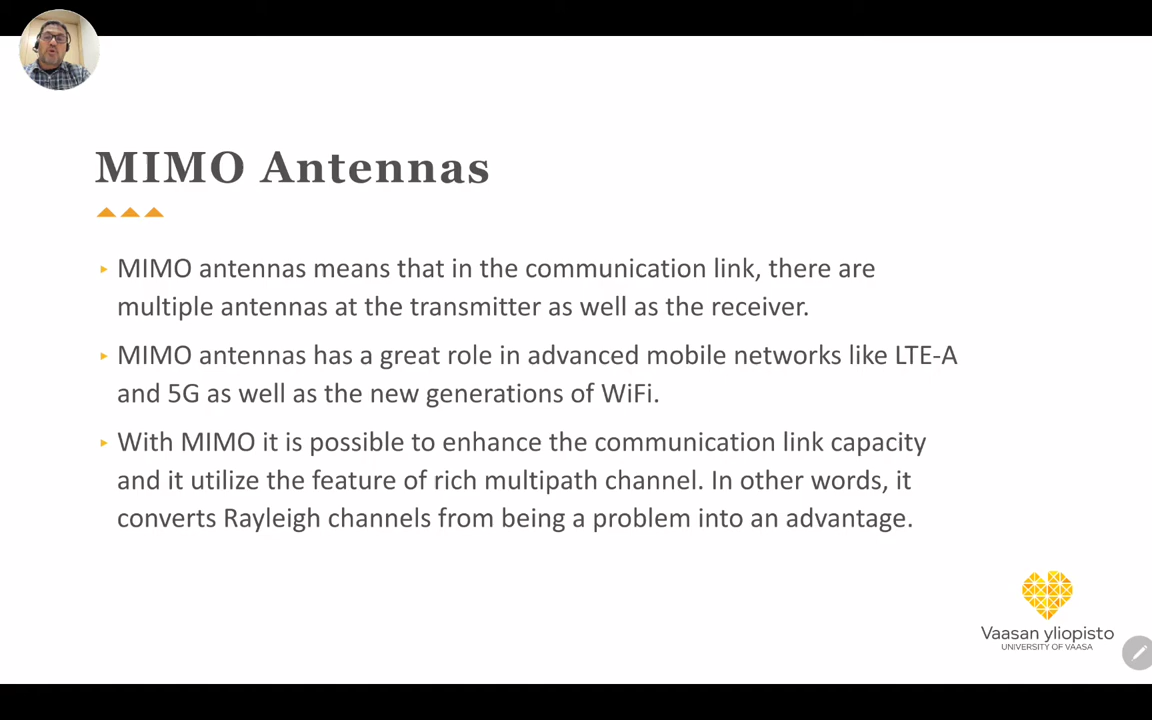 MIMO Antennas
MIMO antennas means that in the communication link, there are
multiple antennas at the transmitter as well as the receiver.
MIMO antennas has a great role in advanced mobile networks like LTE-A
and 5G as well as the new generations of WiFi.
With MIMO it is possible to enhance the communication link capacity
and it utilize the feature of rich multipath channel. In other words, it
converts Rayleigh channels from being a problem into an advantage.
Vaasan yliopisto
UNIVERSITY OF VAASA